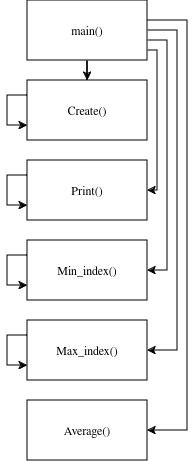 main()
Create()
Print()
Min_index()
Max_index()
Average()